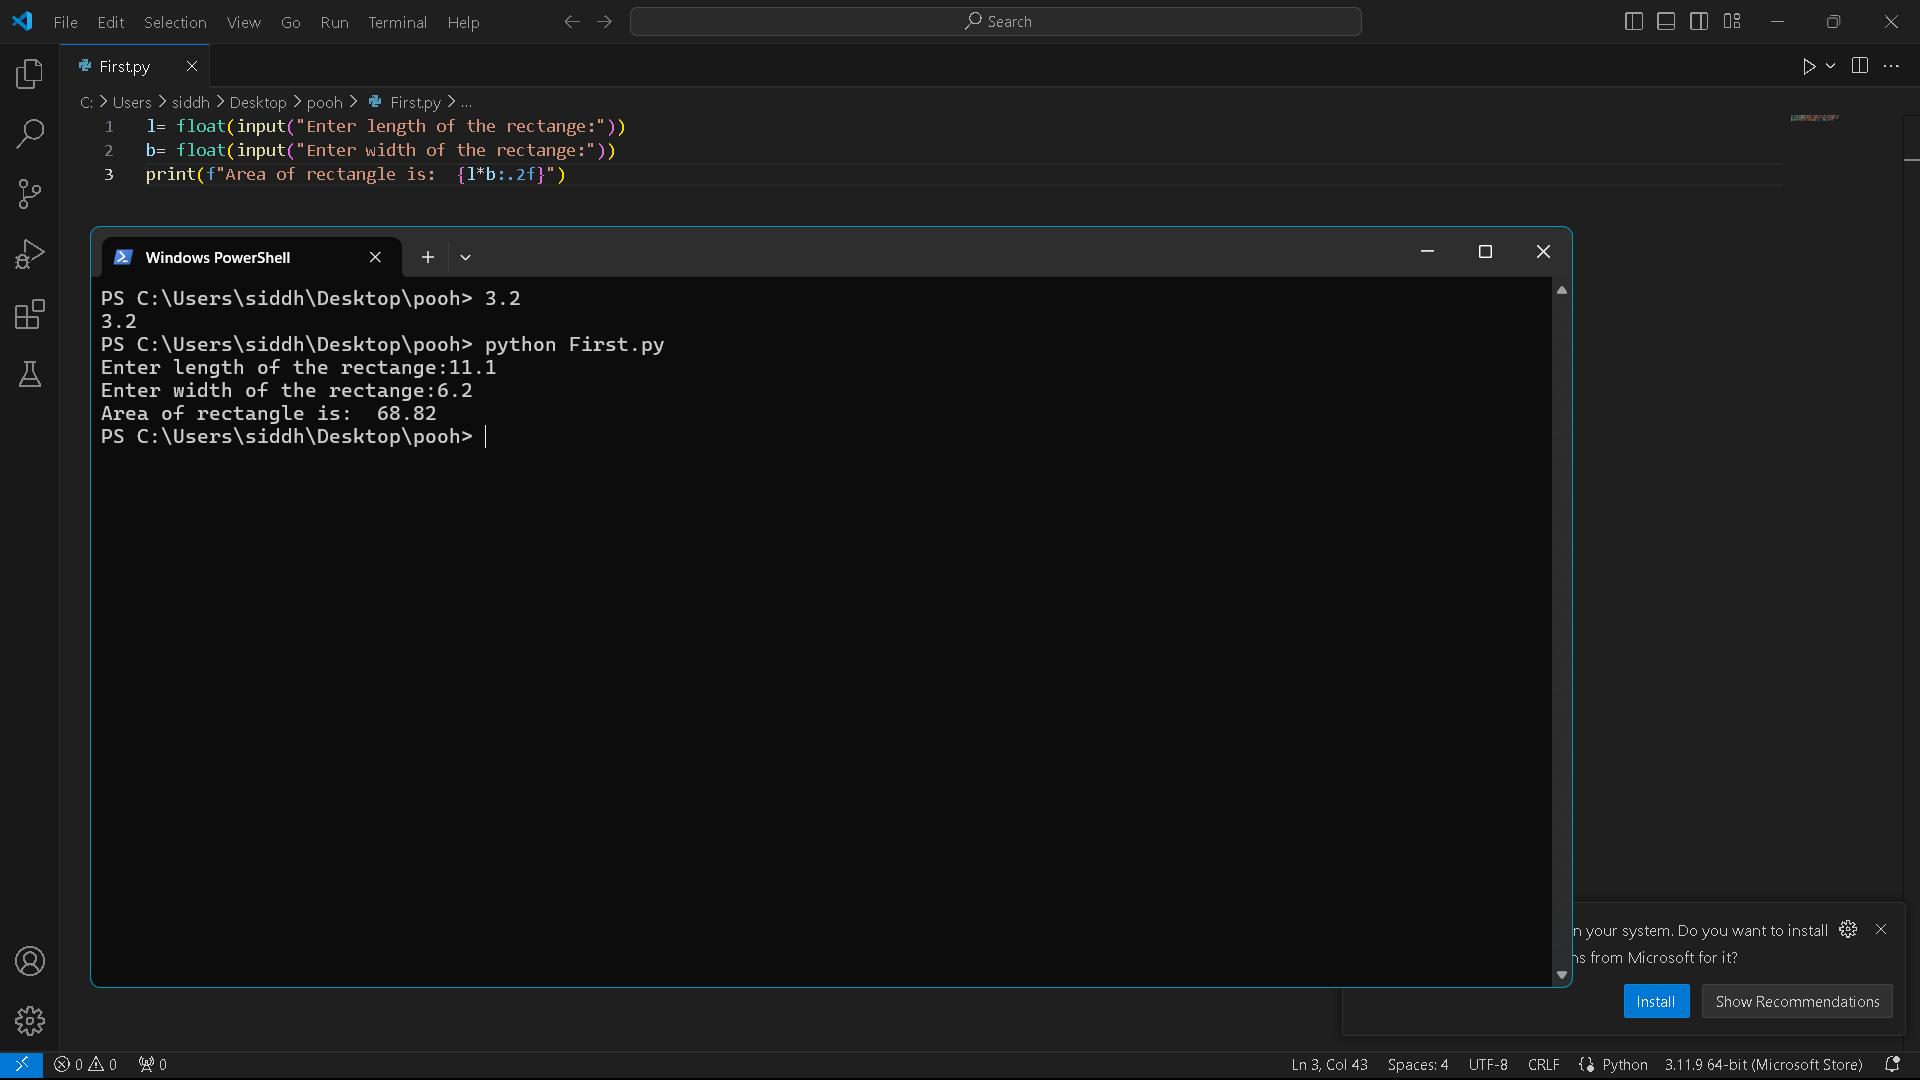 File Edit Selection View Go Run Terminal Help
Search
First.py
C: > Users > siddh > Desktop > pooh > First.py > ...
1 l= float(input("Enter length of the rectange:"))
2 b= float(input("Enter width of the rectange:"))
3 print(f"Area of rectangle is:  {l*b:.2f}")
Windows PowerShell
PS C:\Users\siddh\Desktop\pooh> 3.2
3.2
PS C:\Users\siddh\Desktop\pooh> python First.py
Enter length of the rectange:11.1
Enter width of the rectange:6.2
Area of rectangle is:  68.82
PS C:\Users\siddh\Desktop\pooh>
your system. Do you want to install
from Microsoft for it?
Install Show Recommendations
0 0 0 Ln 3, Col 43 Spaces: 4 UTF-8 CRLF Python 3.11.9 64-bit (Microsoft Store)